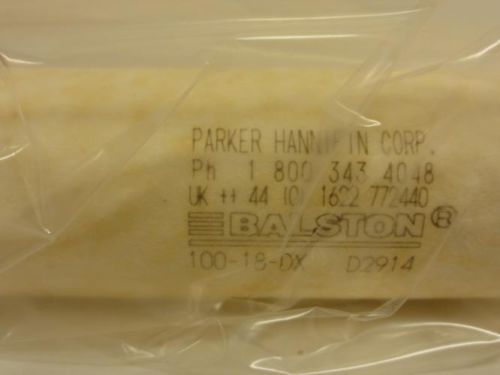 PARKER HANNIFIN CORP.
Ph 1 800 343 4048
UK ++ 44 (0) 1622 772440
BALSTON®
100-18-DX D2914